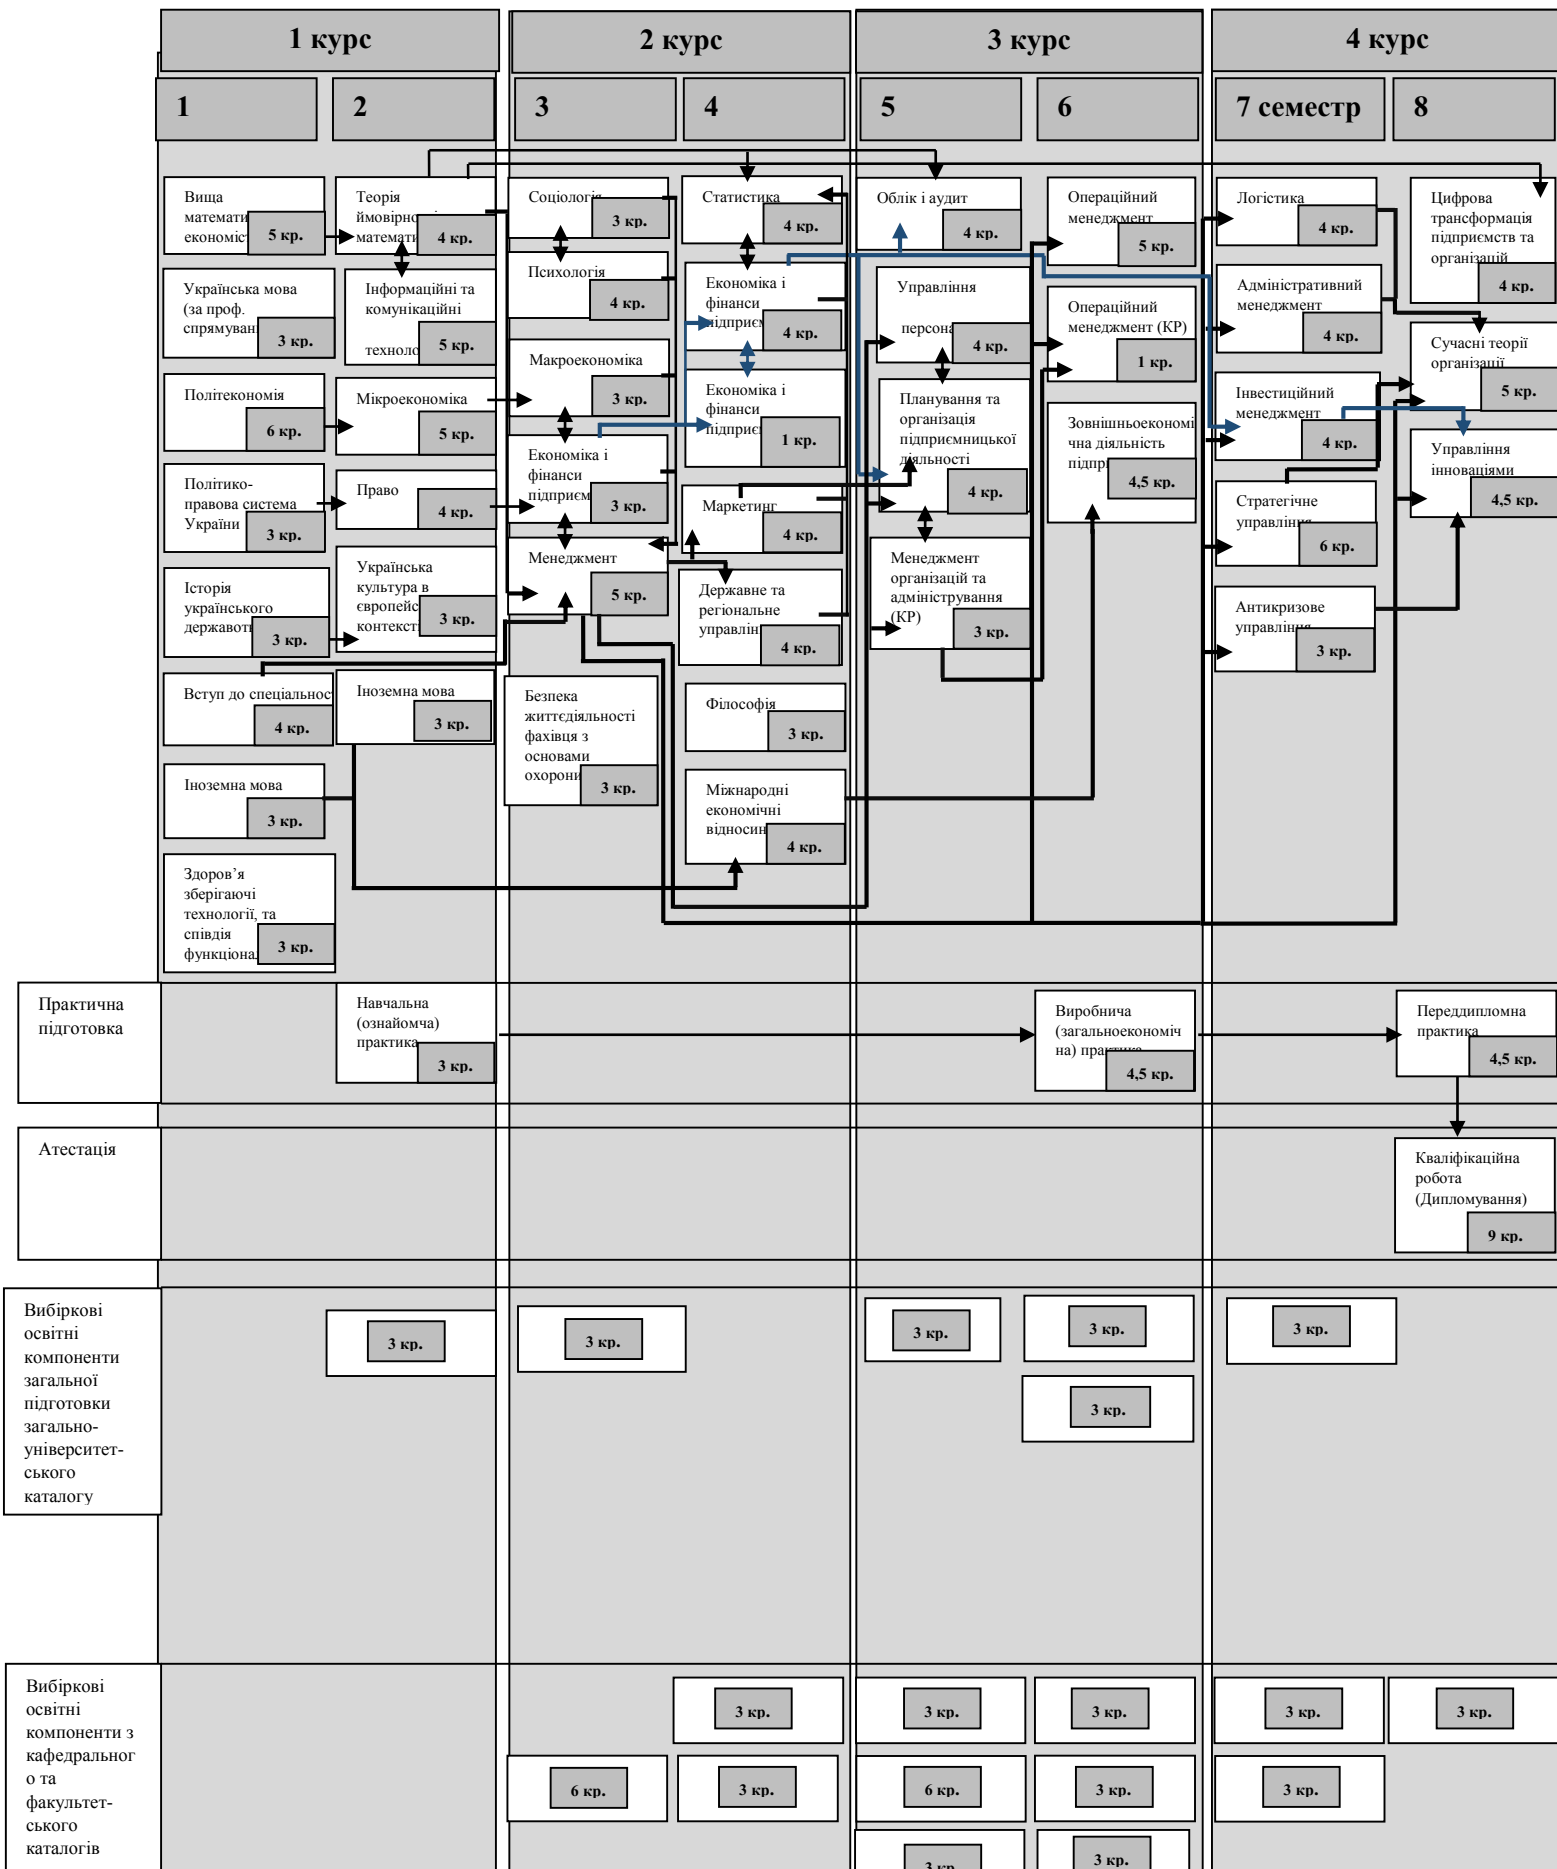 1 курс
2 курс
3 курс
4 курс
1
2
3
4
5
6
7 семестр
8
Вища
математи
економіс
5 кр.
Українська мова
(за проф.
спрямуван
3 кр.
Політекономія
6 кр.
Політико-
правова система
України
3 кр.
Історія
українського
державот
3 кр.
Вступ до спеціальнос
4 кр.
Іноземна мова
3 кр.
Здоров’я
зберігаючі
технології, та
співдія
функціона
3 кр.
Теорія
ймовірно
математи
4 кр.
Інформаційні та
комунікаційні
техноло
5 кр.
Мікроекономіка
5 кр.
Право
4 кр.
Українська
культура в
європейс
контекст
3 кр.
Іноземна мова
3 кр.
Соціологія
3 кр.
Психологія
4 кр.
Макроекономіка
3 кр.
Економіка і
фінанси
підприєм
3 кр.
Менеджмент
5 кр.
Безпека
життєдіяльності
фахівця з
основами
охорони
3 кр.
Статистика
4 кр.
Економіка і
фінанси
підприєм
4 кр.
Економіка і
фінанси
підприє
1 кр.
Маркетинг
4 кр.
Державне та
регіональне
управлін
4 кр.
Філософія
3 кр.
Міжнародні
економічні
відносин
4 кр.
Облік і аудит
4 кр.
Управління
персона
4 кр.
Планування та
організація
підприємницької
діяльності
4 кр.
Менеджмент
організацій та
адміністрування
(КР)
3 кр.
Операційний
менеджмент
5 кр.
Операційний
менеджмент (КР)
1 кр.
Зовнішньоекономі
чна діяльність
підпр
4,5 кр.
Логістика
4 кр.
Адміністративний
менеджмент
4 кр.
Інвестиційний
менеджмент
4 кр.
Стратегічне
управління
6 кр.
Антикризове
управління
3 кр.
Цифрова
трансформація
підприємств та
організацій
4 кр.
Сучасні теорії
організації
5 кр.
Управління
інноваціями
4,5 кр.
Практична
підготовка
Навчальна
(ознайомча)
практика
3 кр.
Виробнича
(загальноекономіч
на) практика
4,5 кр.
Переддипломна
практика
4,5 кр.
Атестація
Кваліфікаційна
робота
(Дипломування)
9 кр.
Вибіркові
освітні
компоненти
загальної
підготовки
загально-
університет-
ського
каталогу
3 кр.
3 кр.
3 кр.
3 кр.
3 кр.
3 кр.
Вибіркові
освітні
компоненти з
кафедральног
о та
факультет-
ського
каталогів
3 кр.
3 кр.
3 кр.
3 кр.
3 кр.
6 кр.
3 кр.
6 кр.
3 кр.
3 кр.
3 кр.
3 кр.